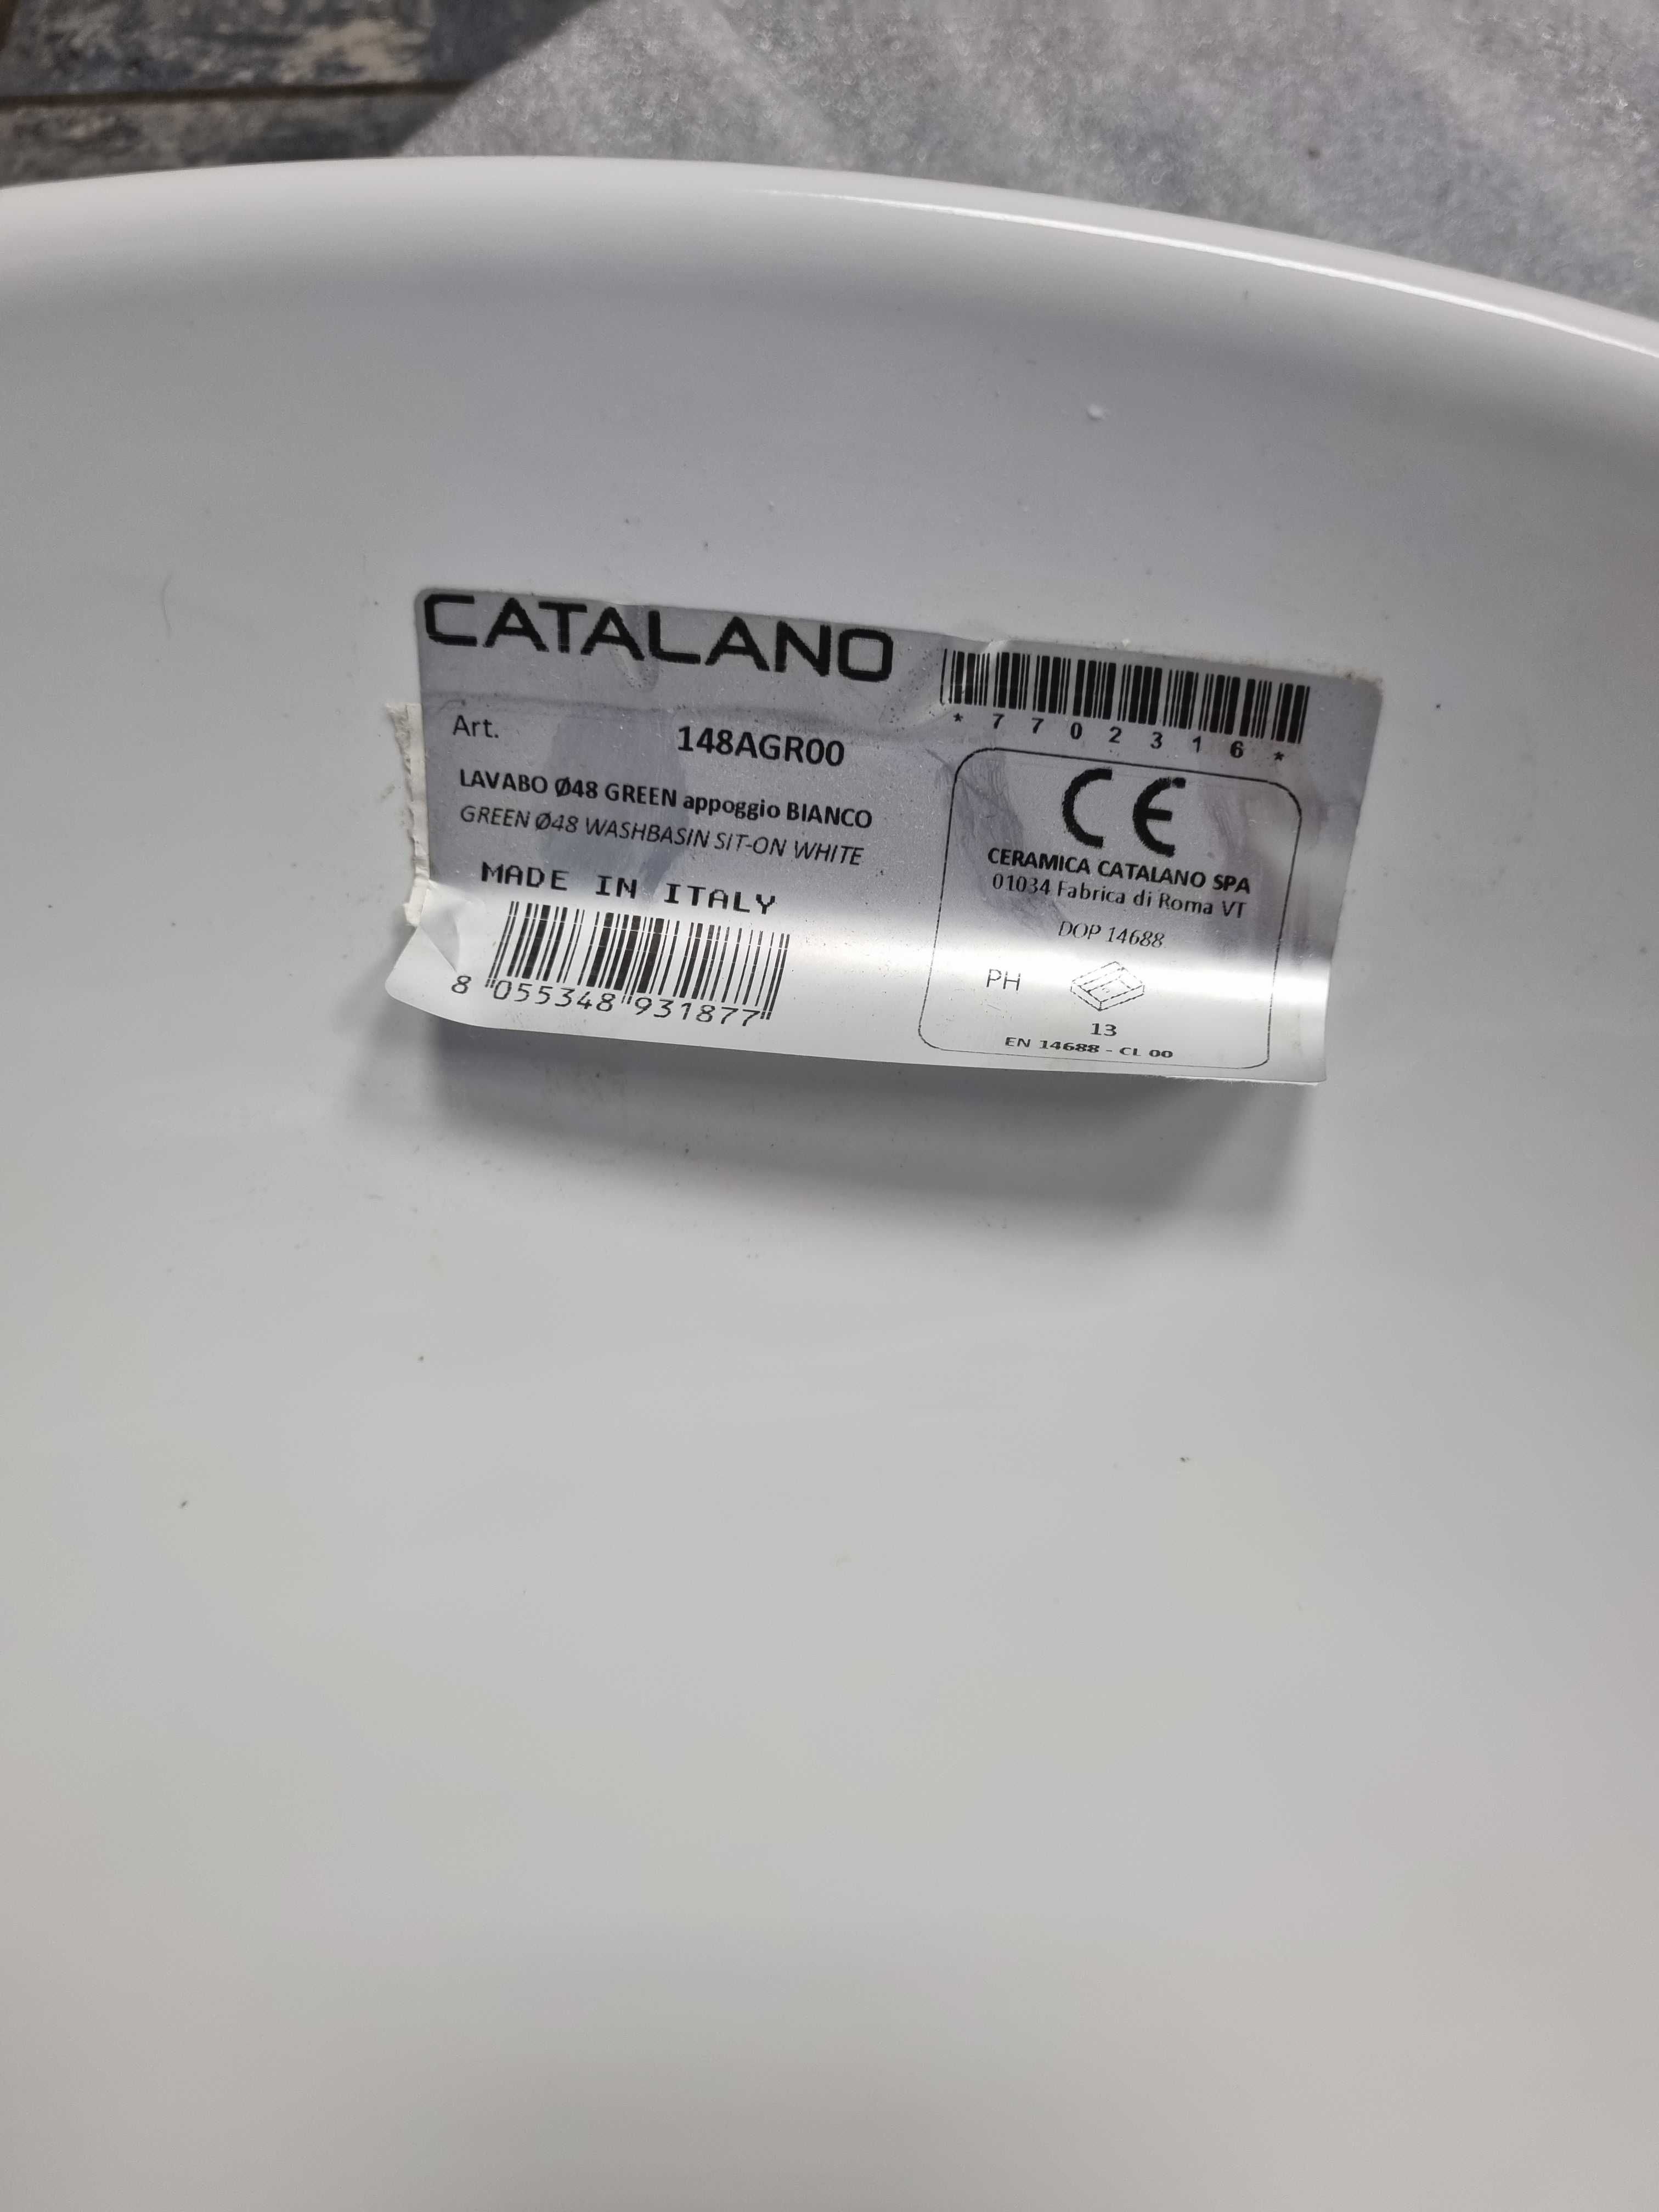 CATALANO
*7702316*
Art. 148AGR00
LAVABO Ø48 GREEN appoggio BIANCO
GREEN Ø48 WASHBASIN SIT-ON WHITE
MADE IN ITALY
8 055348 931877
CE
CERAMICA CATALANO SPA
01034 Fabrica di Roma VT
DOP 14688
PH
13
EN 14688 - CL 00